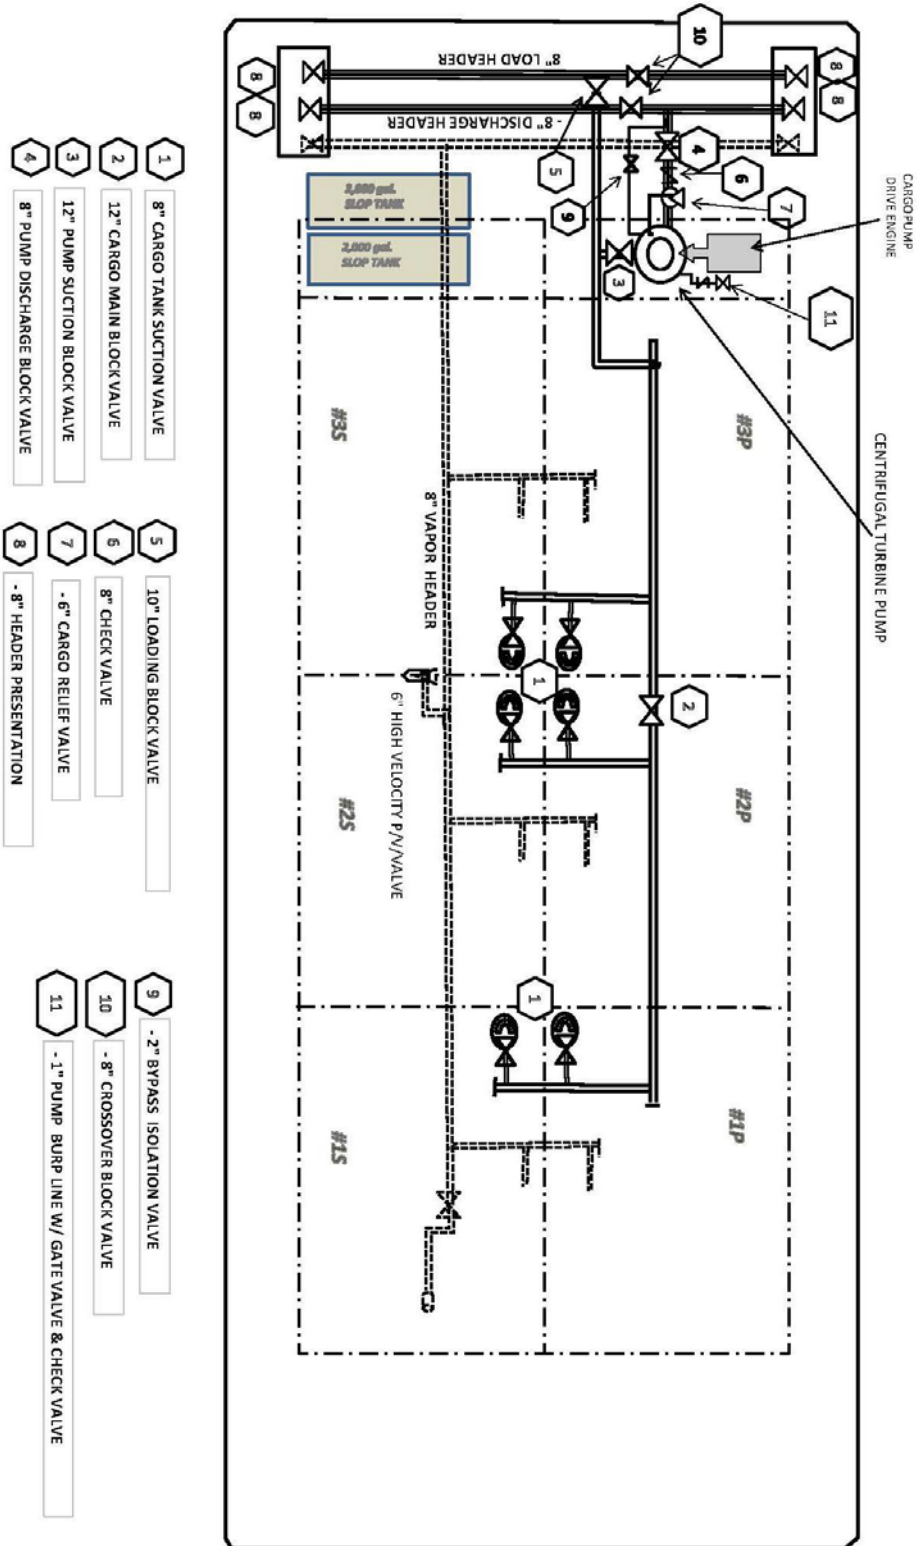 CARGO PUMP
DRIVE ENGINE
CENTRIFUGAL TURBINE PUMP
8" LOAD HEADER
- 8" DISCHARGE HEADER
10
8
8
8
8
4
6
7
5
9
3
11
gal.
SLOP TANK
2,000 gal.
SLOP TANK
#3P
#2P
#1P
#3S
#2S
#1S
2
1
1
8" VAPOR HEADER
6" HIGH VELOCITY P/V/VALVE
1 8" CARGO TANK SUCTION VALVE
2 12" CARGO MAIN BLOCK VALVE
3 12" PUMP SUCTION BLOCK VALVE
4 8" PUMP DISCHARGE BLOCK VALVE
5 10" LOADING BLOCK VALVE
6 8" CHECK VALVE
7 - 6" CARGO RELIEF VALVE
8 - 8" HEADER PRESENTATION
9 - 2" BYPASS ISOLATION VALVE
10 - 8" CROSSOVER BLOCK VALVE
11 - 1" PUMP BURP LINE W/ GATE VALVE & CHECK VALVE